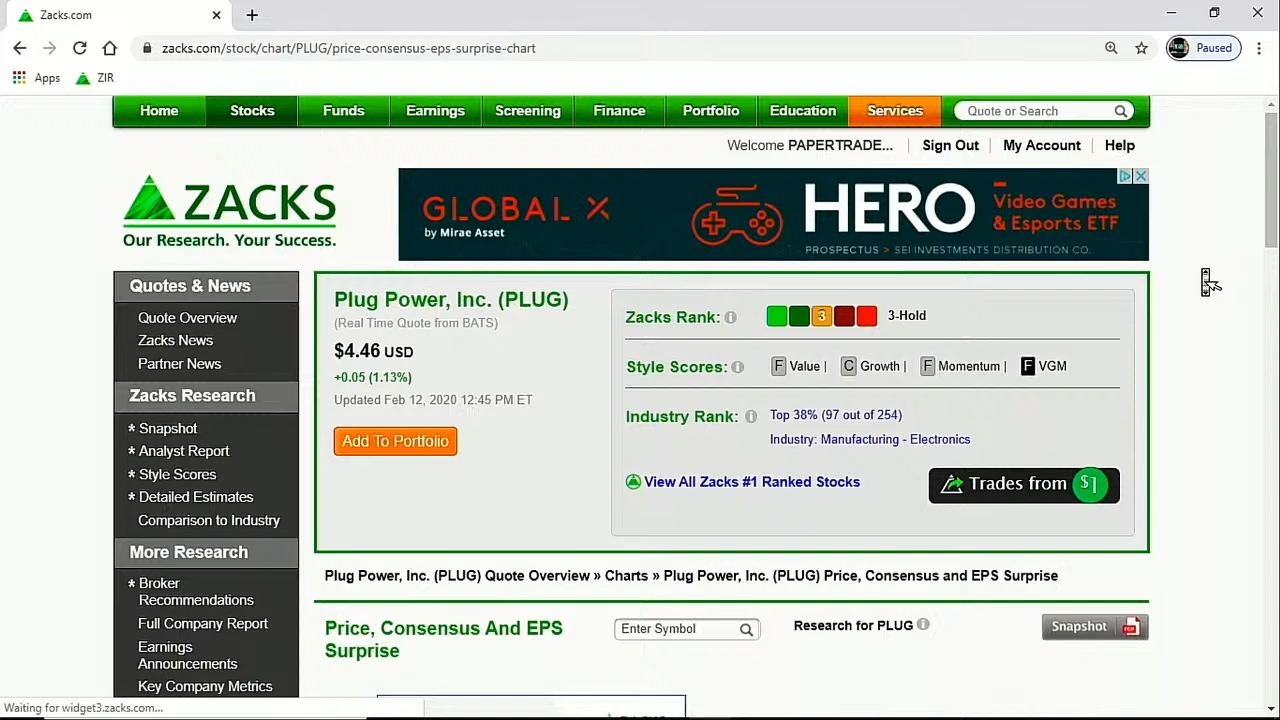 Zacks.com
zacks.com/stock/chart/PLUG/price-consensus-eps-surprise-chart
Paused
Apps
ZIR
Home
Stocks
Funds
Earnings
Screening
Finance
Portfolio
Education
Services
Quote or Search
Welcome PAPERTRADE...
Sign Out
My Account
Help
ZACKS
Our Research. Your Success.
GLOBAL X
by Mirae Asset
HERO
Video Games
& Esports ETF
PROSPECTUS > SEI INVESTMENTS DISTRIBUTION CO.
Quotes & News
Quote Overview
Zacks News
Partner News
Zacks Research
* Snapshot
* Analyst Report
* Style Scores
* Detailed Estimates
Comparison to Industry
More Research
* Broker
Recommendations
Full Company Report
Earnings
Announcements
Key Company Metrics
Plug Power, Inc. (PLUG)
(Real Time Quote from BATS)
$4.46 USD
+0.05 (1.13%)
Updated Feb 12, 2020 12:45 PM ET
Add To Portfolio
Zacks Rank: 3 3-Hold
Style Scores: F Value | C Growth | F Momentum | F VGM
Industry Rank: Top 38% (97 out of 254)
Industry: Manufacturing - Electronics
View All Zacks #1 Ranked Stocks
Trades from $1
Plug Power, Inc. (PLUG) Quote Overview » Charts » Plug Power, Inc. (PLUG) Price, Consensus and EPS Surprise
Price, Consensus And EPS
Surprise
Enter Symbol
Research for PLUG
Snapshot
Waiting for widget3.zacks.com...